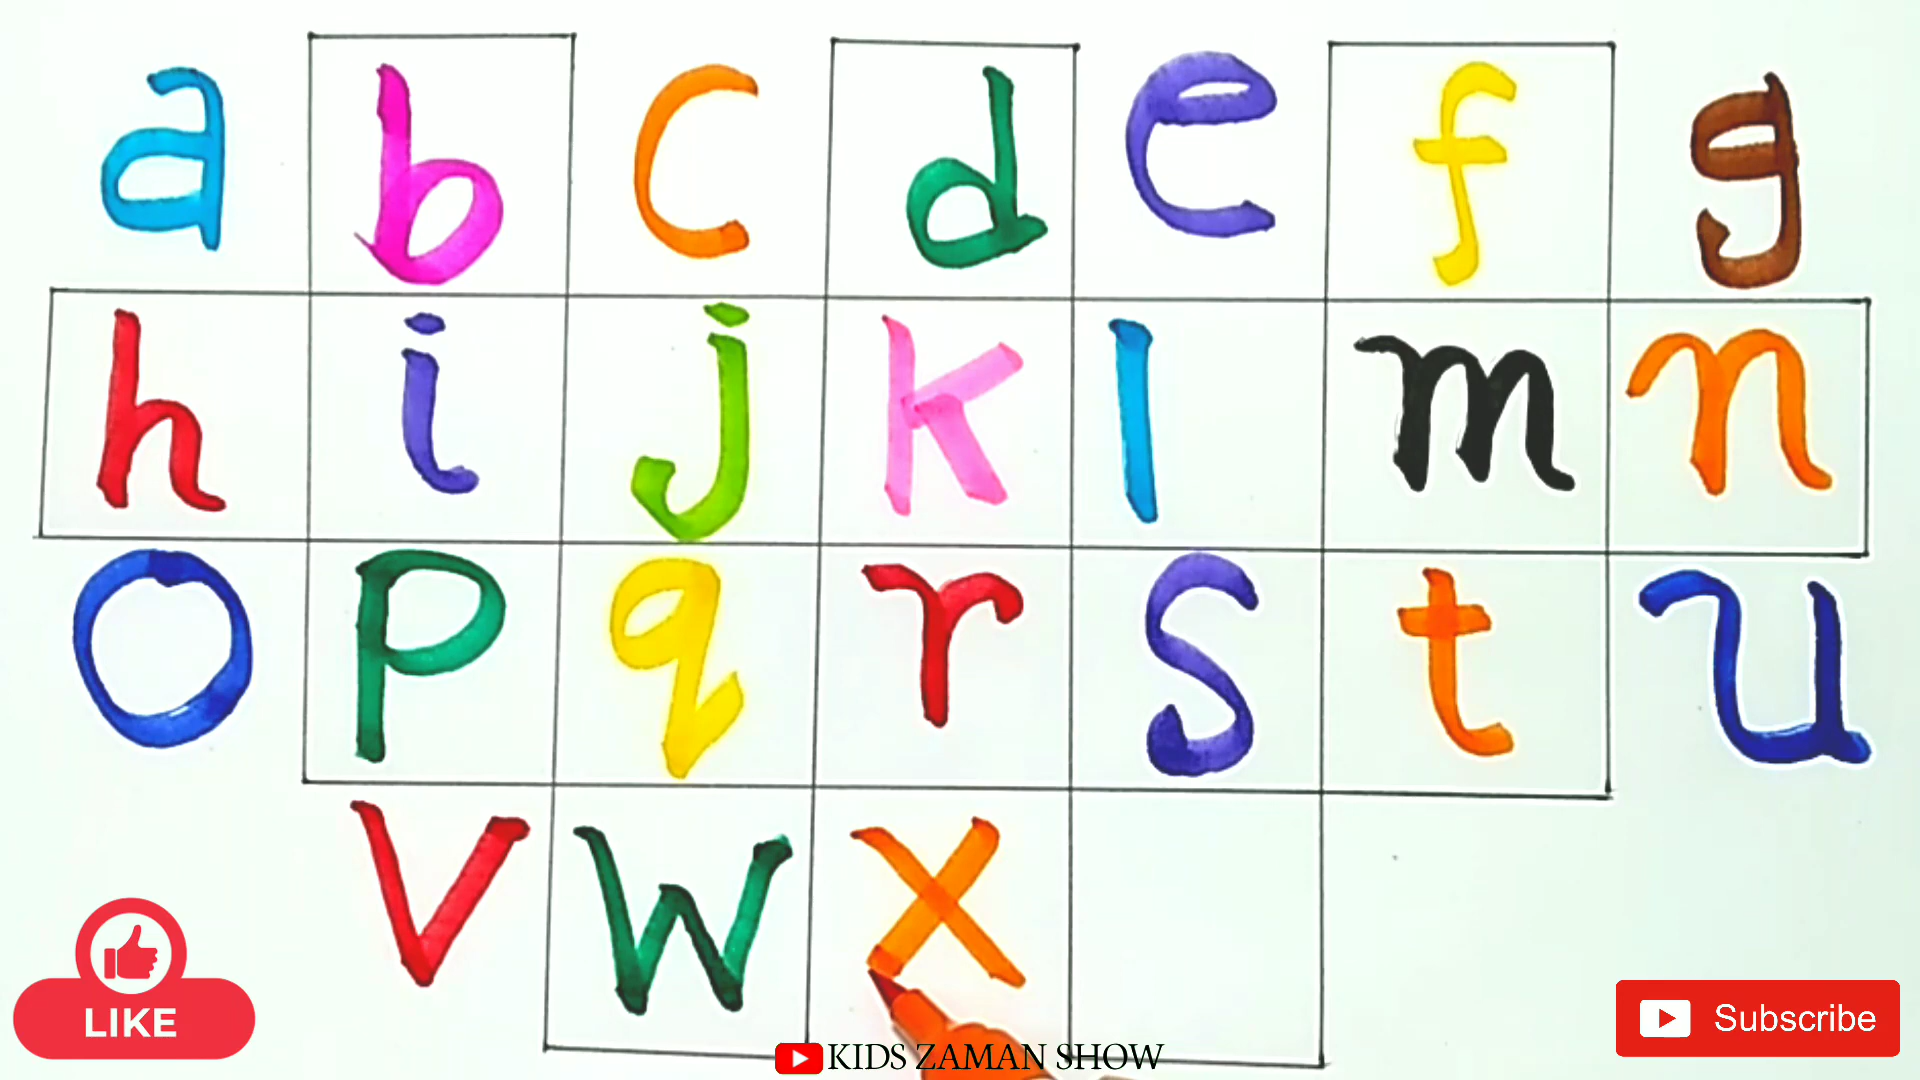 a b c d e f g
h i j k l m n
o p q r s t u
v w x
LIKE
Subscribe
KIDS ZAMAN SHOW